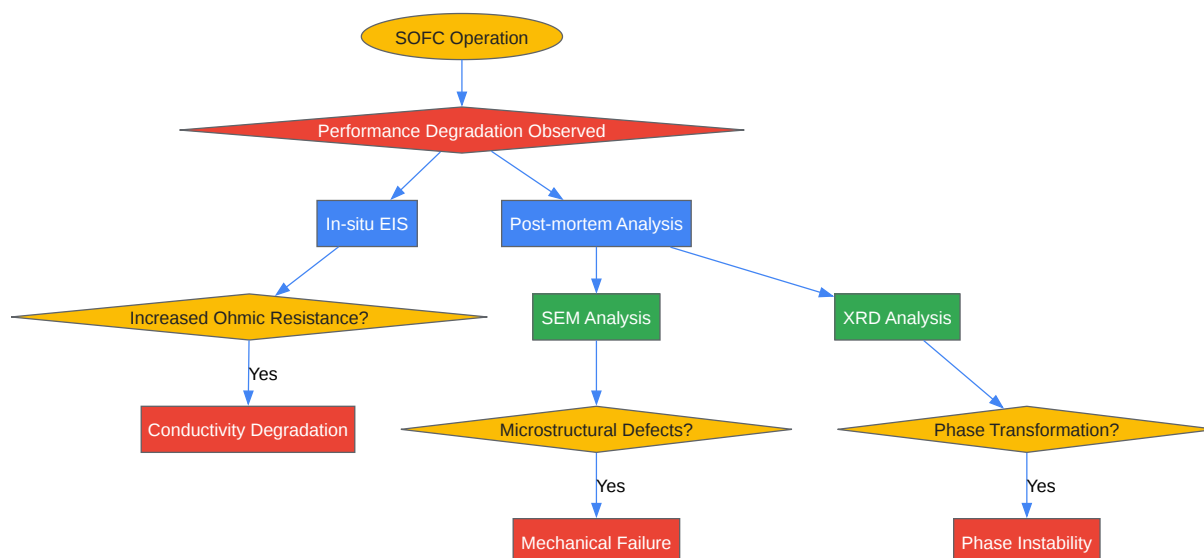 SOFC Operation
Performance Degradation Observed
In-situ EIS
Post-mortem Analysis
Increased Ohmic Resistance?
SEM Analysis
XRD Analysis
Yes
Conductivity Degradation
Microstructural Defects?
Phase Transformation?
Yes
Yes
Mechanical Failure
Phase Instability